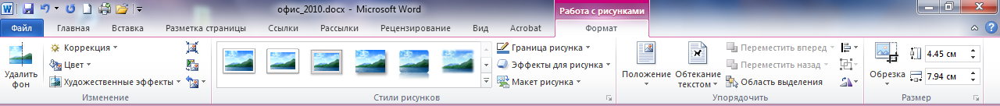 офис_2010.docx - Microsoft Word
Работа с рисунками
Файл Главная Вставка Разметка страницы Ссылки Рассылки Рецензирование Вид Acrobat Формат
Удалить фон
Коррекция
Цвет
Художественные эффекты
Изменение
Стили рисунков
Граница рисунка
Эффекты для рисунка
Макет рисунка
Положение
Обтекание текстом
Переместить вперед
Переместить назад
Область выделения
Упорядочить
Обрезка
4.45 см
7.94 см
Размер